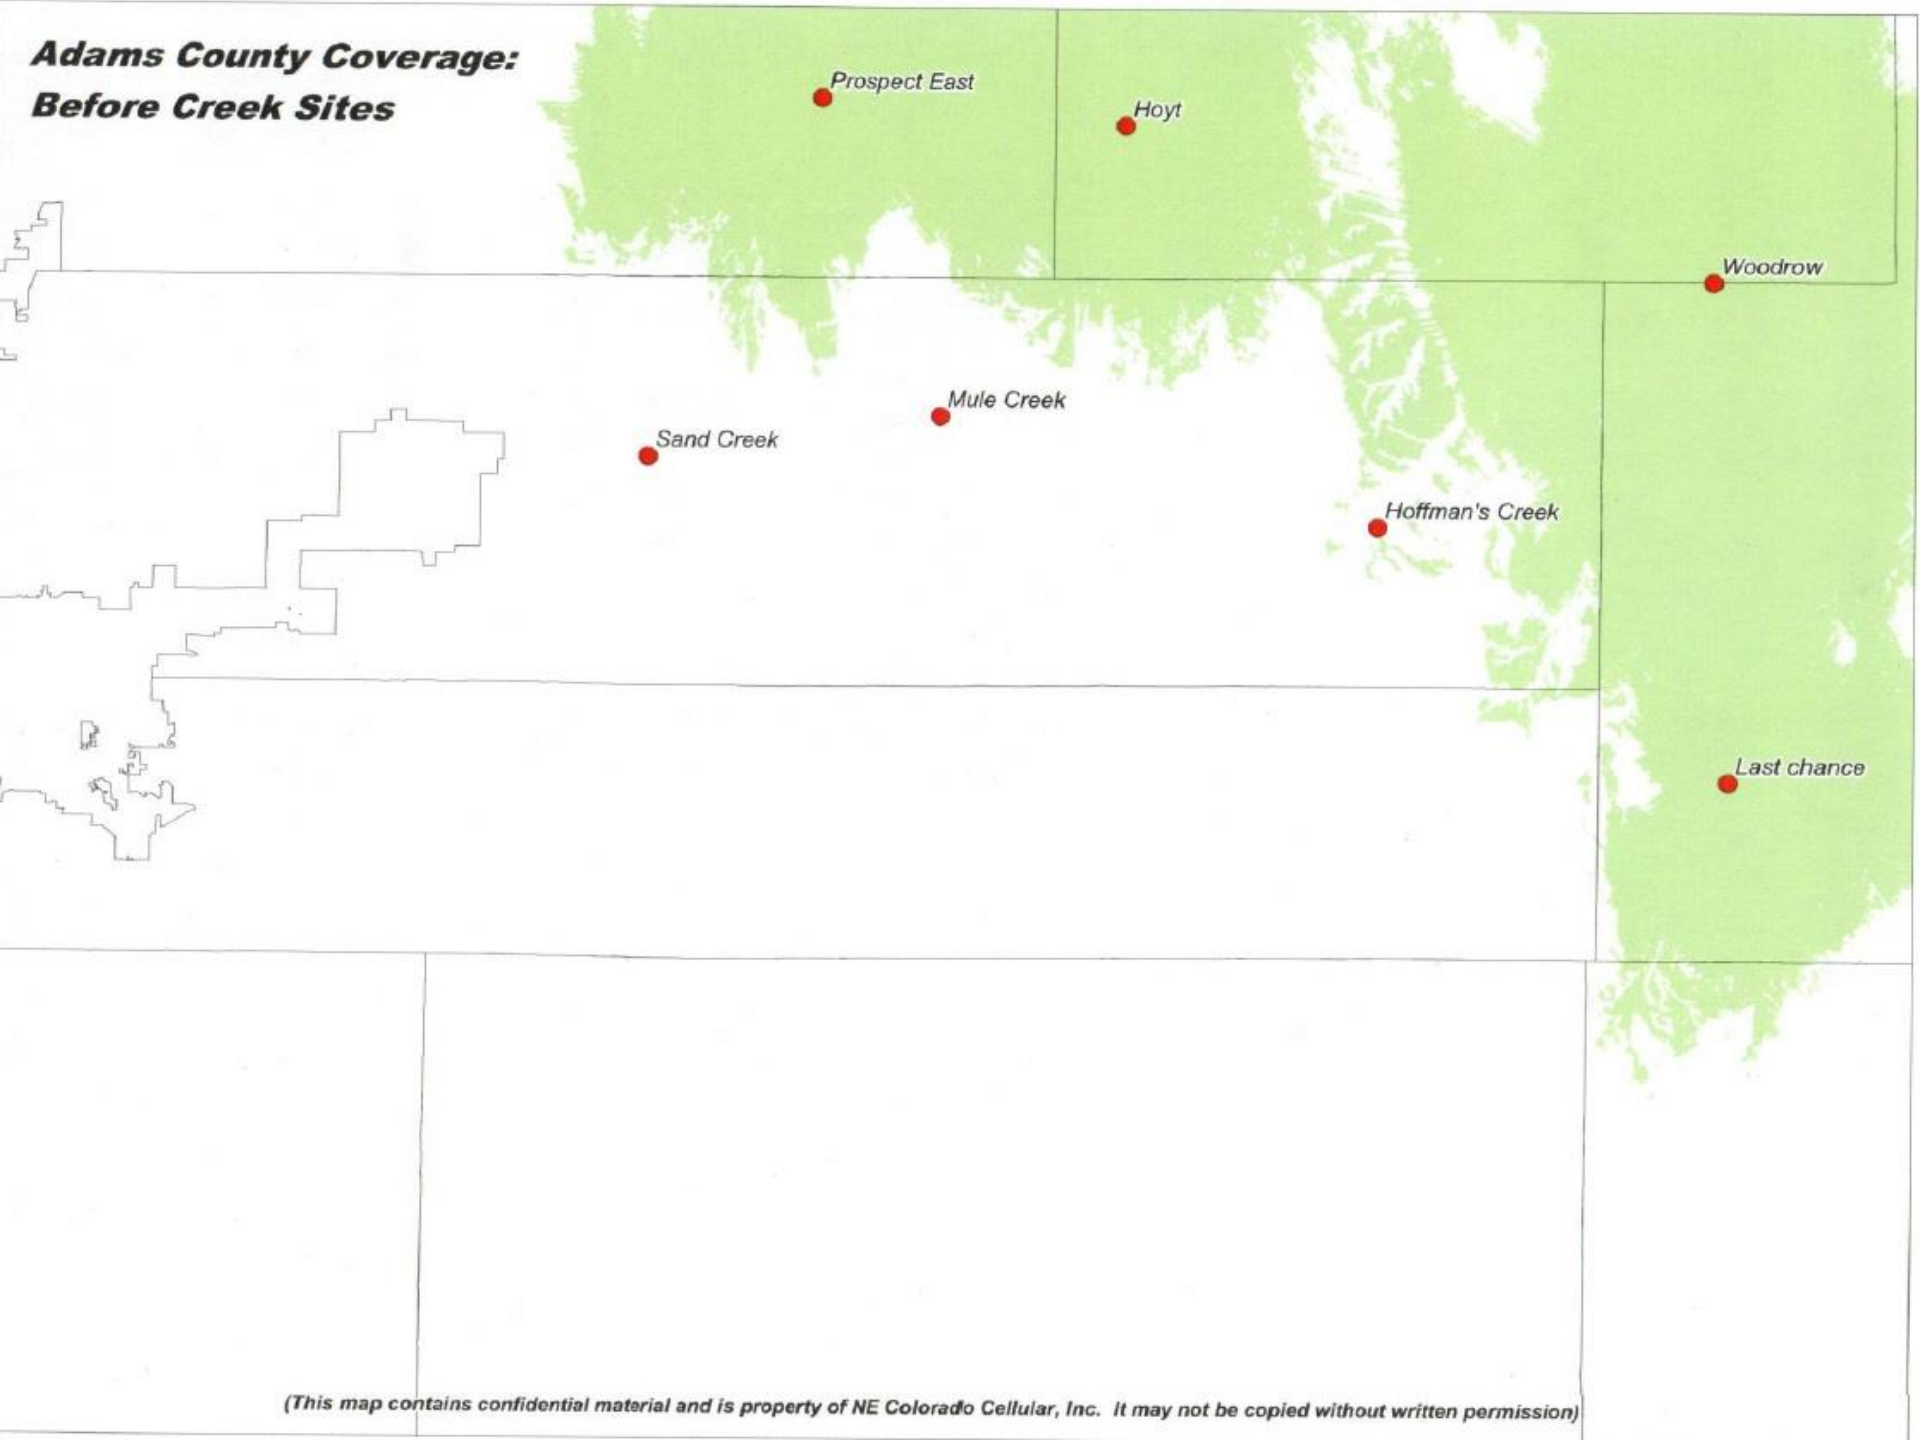 Adams County Coverage:
Before Creek Sites
Prospect East
Hoyt
Woodrow
Mule Creek
Sand Creek
Hoffman's Creek
Last chance
(This map contains confidential material and is property of NE Colorado Cellular, Inc.  It may not be copied without written permission)